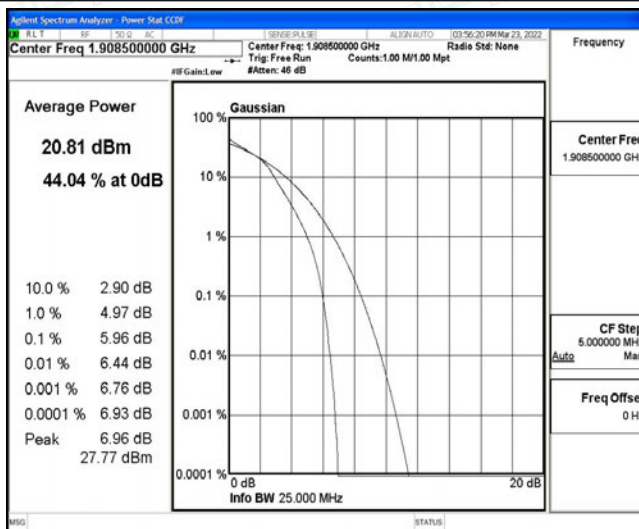 Agilent Spectrum Analyzer - Power Stat CCDF
R L T RF 50 Ω AC SENSE:PULSE ALIGN AUTO 03:56:20 PM Mar 23, 2022
Center Freq 1.908500000 GHz
Center Freq: 1.908500000 GHz Radio Std: None
Trig: Free Run Counts:1.00 M/1.00 Mpt
#IFGain:Low #Atten: 46 dB
Frequency
Average Power
20.81 dBm
44.04 % at 0dB
10.0 % 2.90 dB
1.0 % 4.97 dB
0.1 % 5.96 dB
0.01 % 6.44 dB
0.001 % 6.76 dB
0.0001 % 6.93 dB
Peak 6.96 dB
27.77 dBm
Gaussian
100 %
10 %
1 %
0.1 %
0.01 %
0.001 %
0.0001 %
0 dB 20 dB
Info BW 25.000 MHz
Center Fre
1.908500000 GH
CF Step
5.000000 MH
Auto Ma
Freq Offse
0 H
MSG STATUS